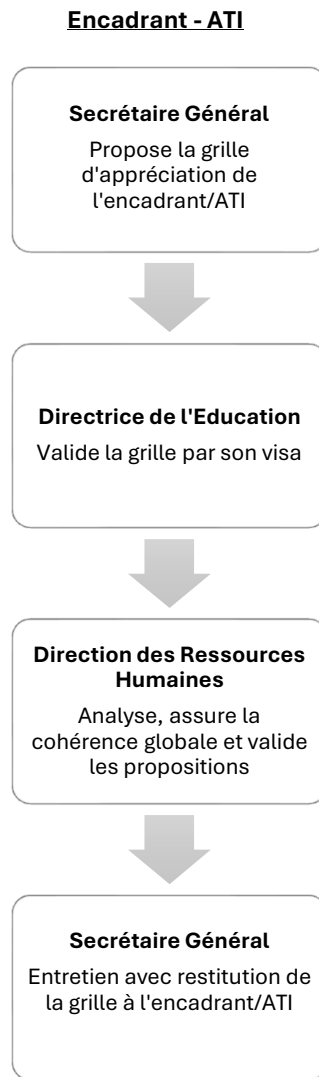 Encadrant - ATI
Secrétaire Général
Propose la grille
d'appréciation de
l'encadrant/ATI
Directrice de l'Education
Valide la grille par son visa
Direction des Ressources
Humaines
Analyse, assure la
cohérence globale et valide
les propositions
Secrétaire Général
Entretien avec restitution de
la grille à l'encadrant/ATI